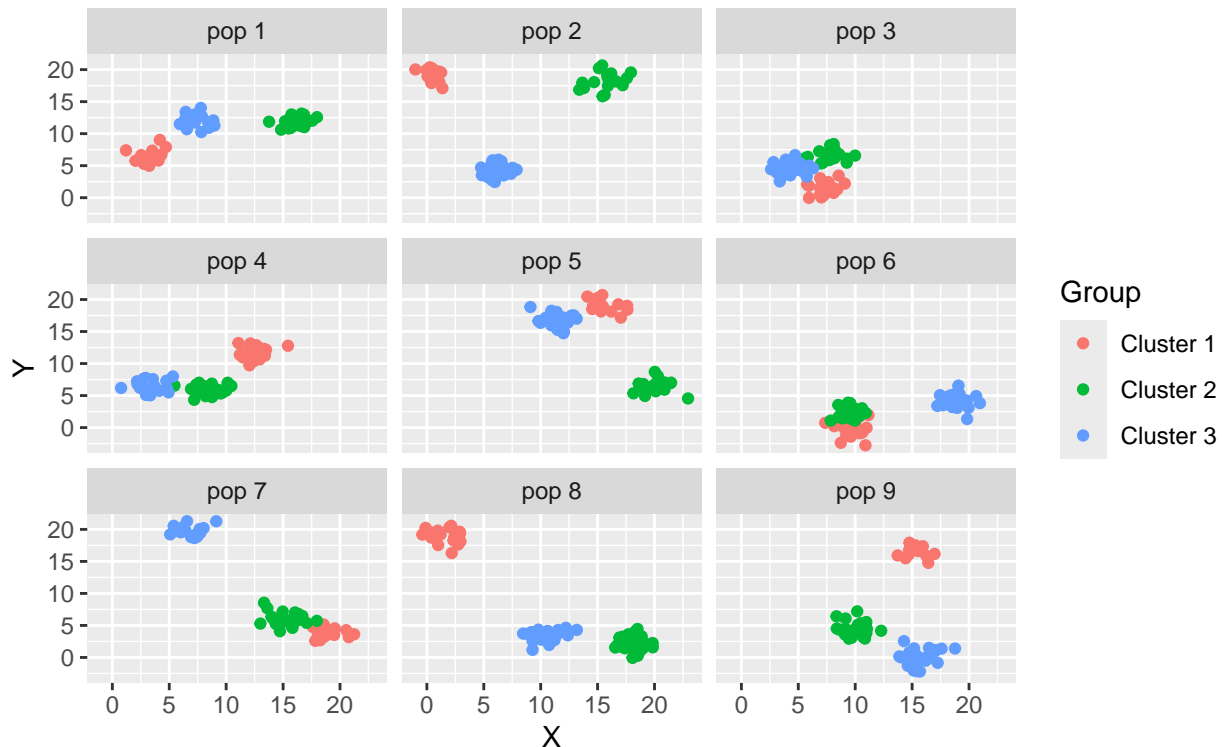 pop 1
pop 2
pop 3
20
15
10
5
0
pop 4
pop 5
pop 6
20
15
10
5
0
pop 7
pop 8
pop 9
20
15
10
5
0
0 5 10 15 20
0 5 10 15 20
0 5 10 15 20
X
Y
Group
Cluster 1
Cluster 2
Cluster 3